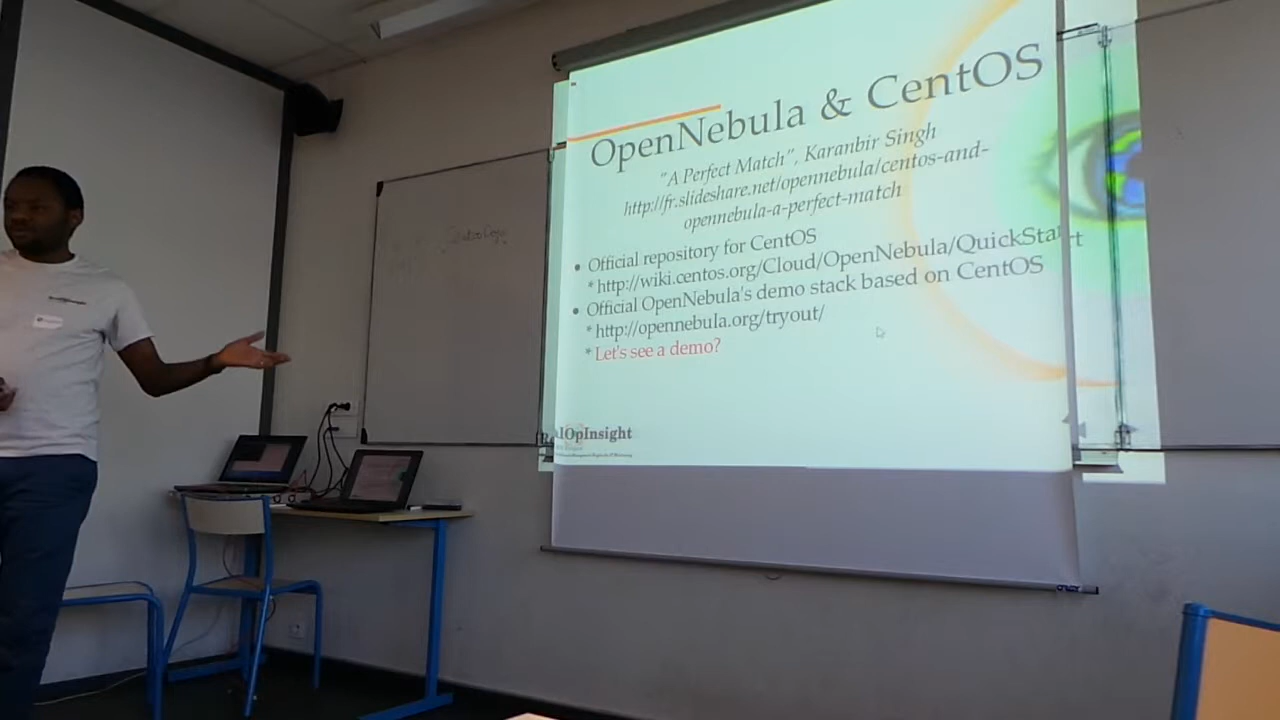 OpenNebula & CentOS
"A Perfect Match", Karanbir Singh
http://fr.slideshare.net/opennebula/centos-and-
opennebula-a-perfect-match
• Official repository for CentOS
* http://wiki.centos.org/Cloud/OpenNebula/QuickStart
• Official OpenNebula's demo stack based on CentOS
* http://opennebula.org/tryout/
* Let's see a demo?
RealOpInsight